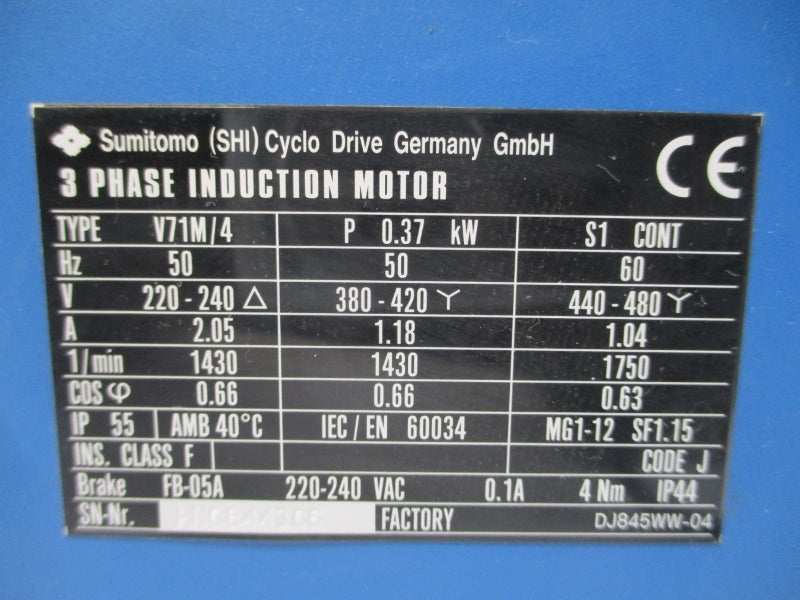 Sumitomo (SHI) Cyclo Drive Germany GmbH
CE
3 PHASE INDUCTION MOTOR
TYPE V71M/4 P 0.37 kW S1 CONT
Hz 50 50 60
V 220-240 △ 380-420 Y 440-480 Y
A 2.05 1.18 1.04
1/min 1430 1430 1750
COS φ 0.66 0.66 0.63
IP 55 AMB 40°C IEC/EN 60034 MG1-12 SF1.15
INS. CLASS F CODE J
Brake FB-05A 220-240 VAC 0.1A 4 Nm IP44
SN-Nr. FACTORY DJ845WW-04